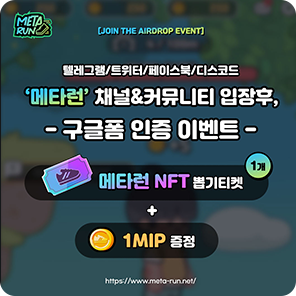 META
RUN
[JOIN THE AIRDROP EVENT]
텔레그램/트위터/페이스북/디스코드
‘메타런’ 채널&커뮤니티 입장후,
- 구글폼 인증 이벤트 -
메타런 NFT 뽑기티켓
1개
+
1MIP 증정
https://www.meta-run.net/